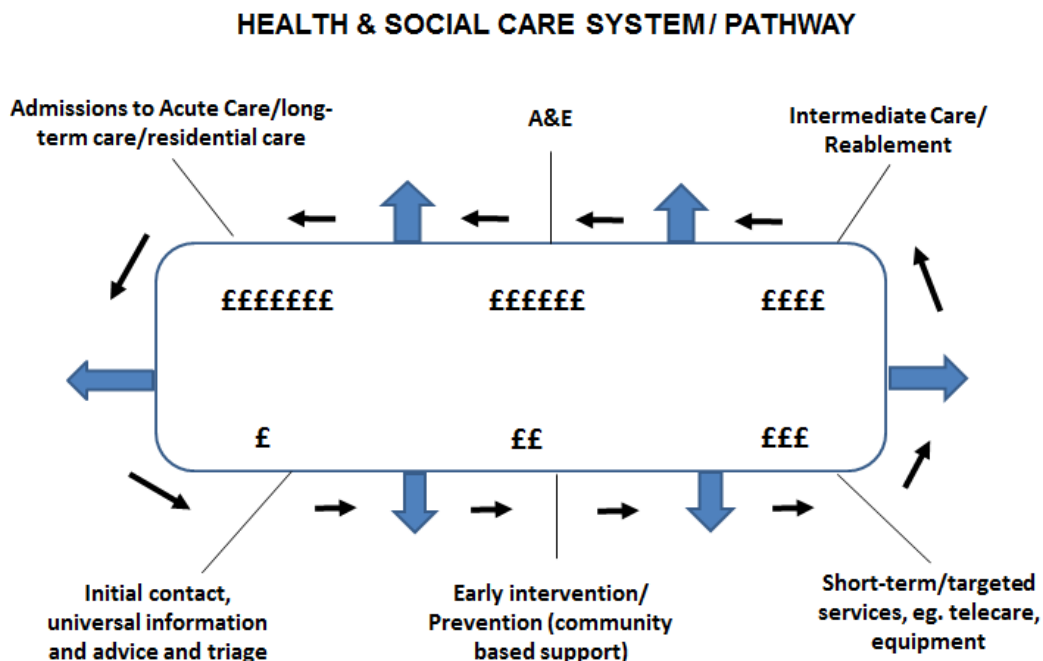 HEALTH & SOCIAL CARE SYSTEM/ PATHWAY
Admissions to Acute Care/long-
term care/residential care
A&E
Intermediate Care/
Reablement
£££££££
££££££
££££
£
££
£££
Initial contact,
universal information
and advice and triage
Early intervention/
Prevention (community
based support)
Short-term/targeted
services, eg. telecare,
equipment